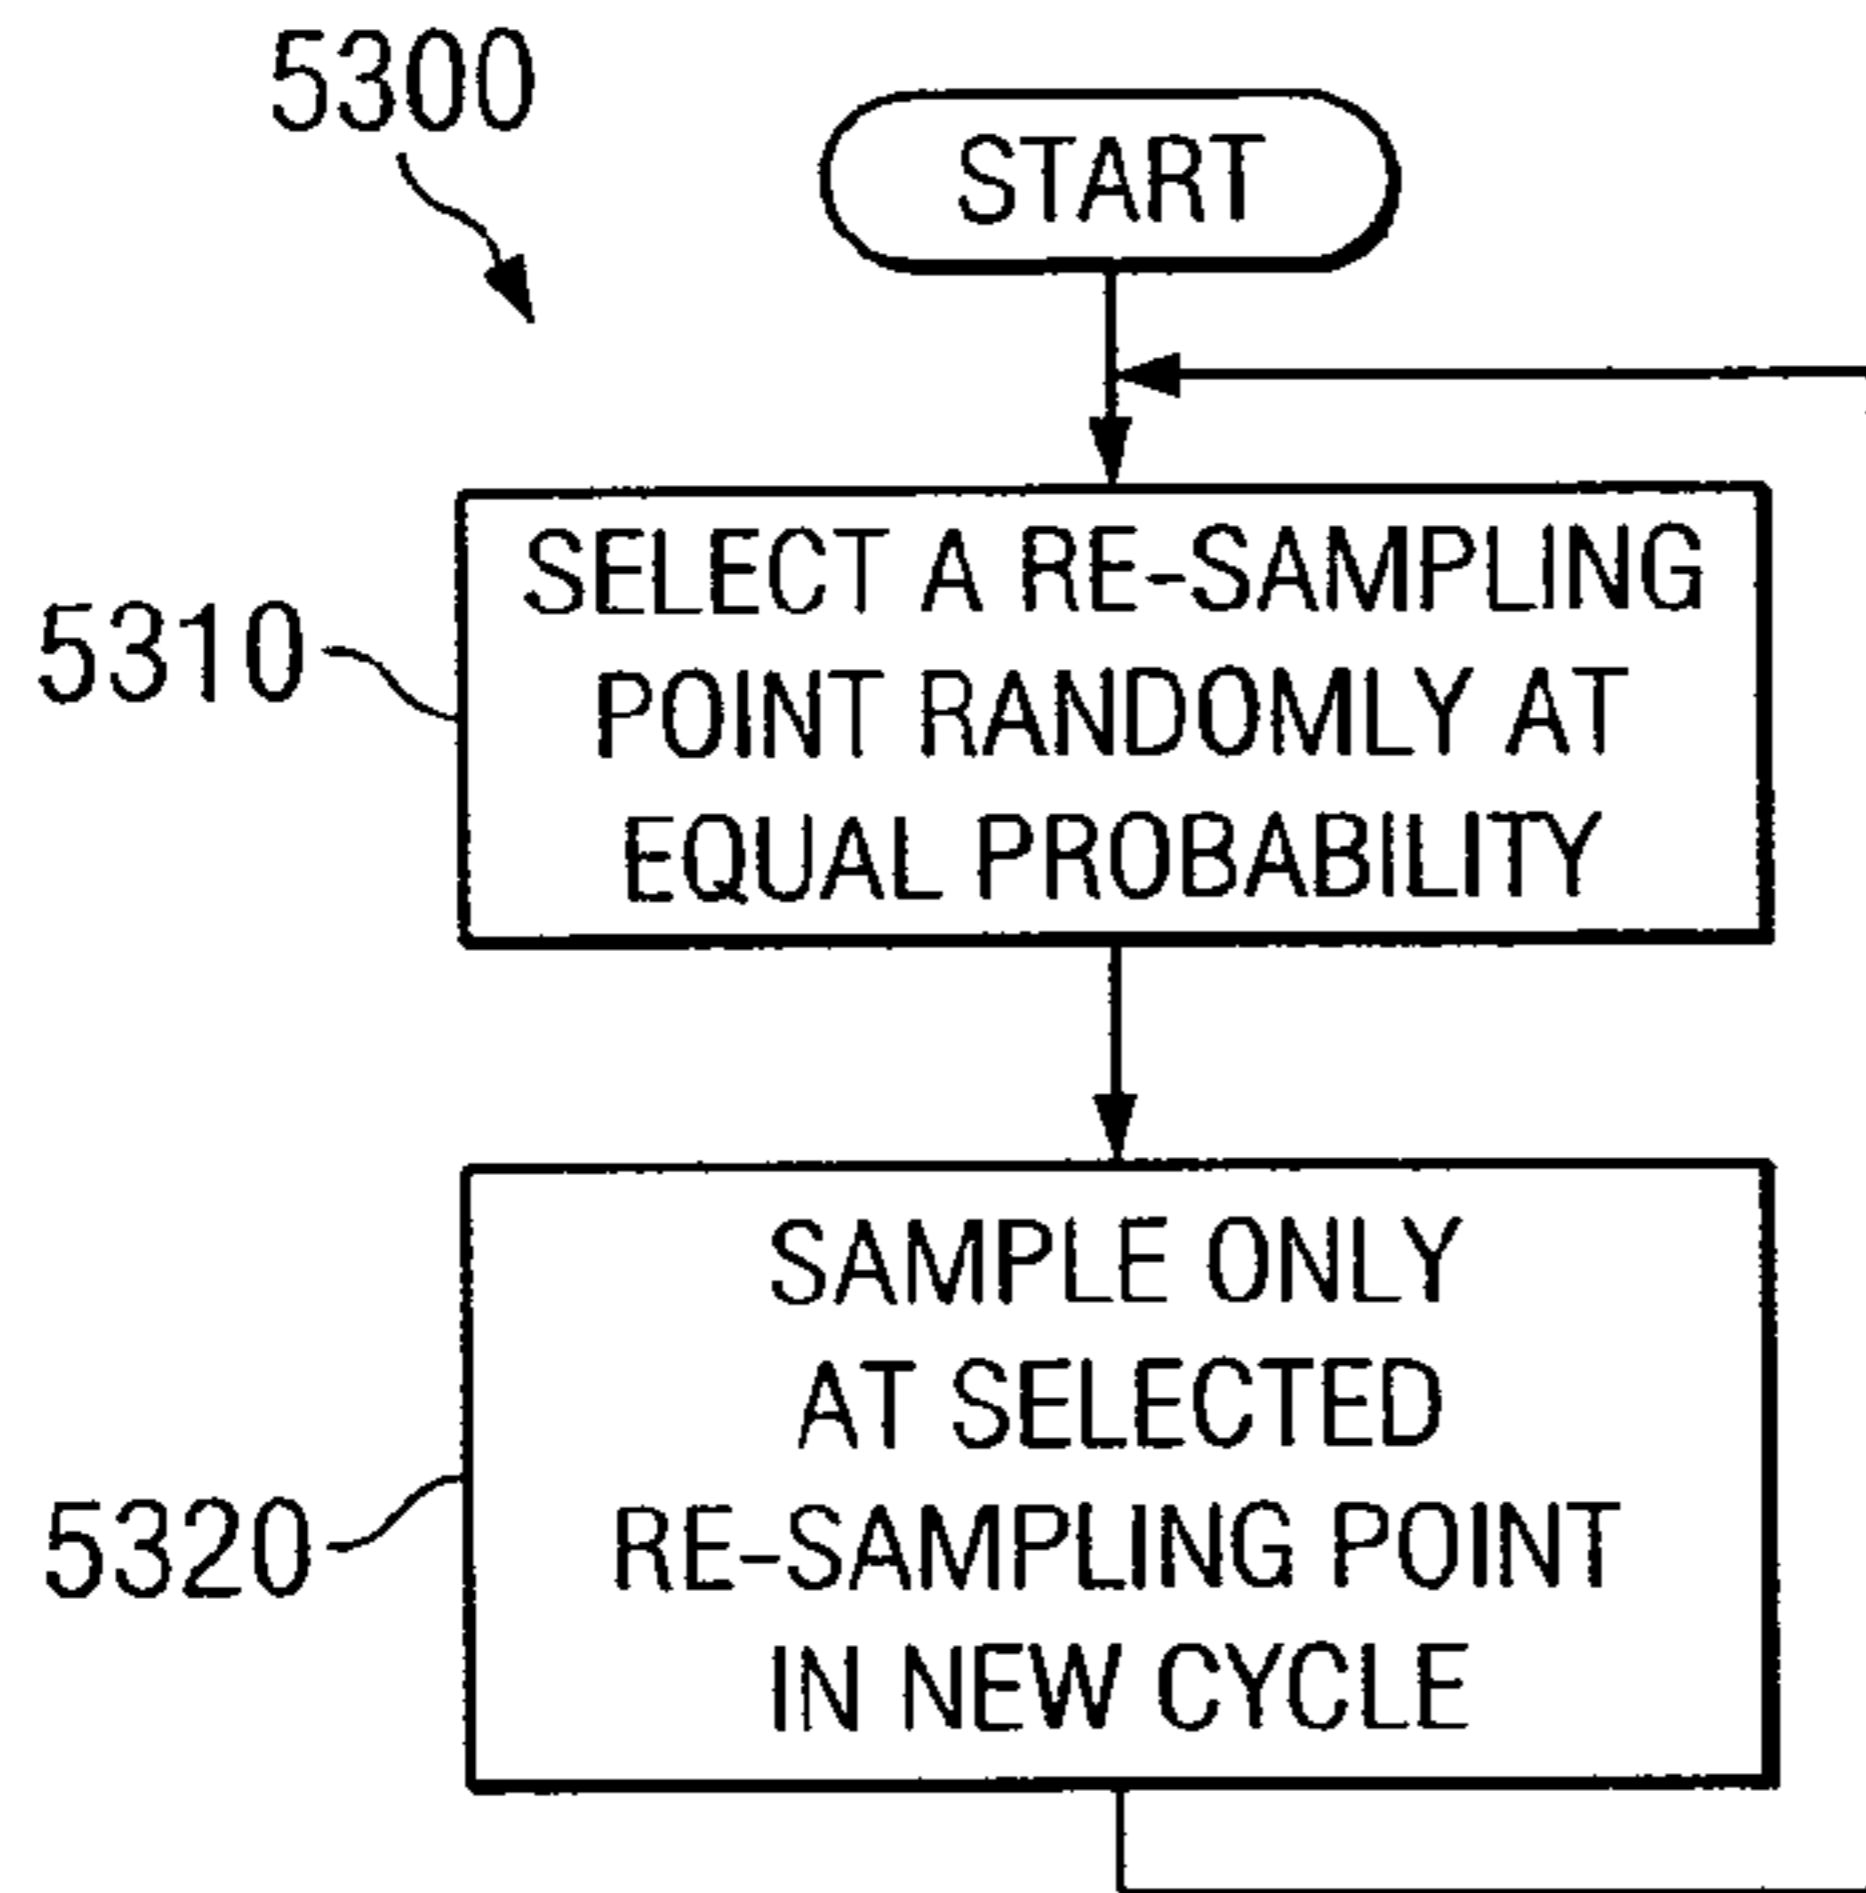 5300
START
5310
SELECT A RE-SAMPLING
POINT RANDOMLY AT
EQUAL PROBABILITY
5320
SAMPLE ONLY
AT SELECTED
RE-SAMPLING POINT
IN NEW CYCLE